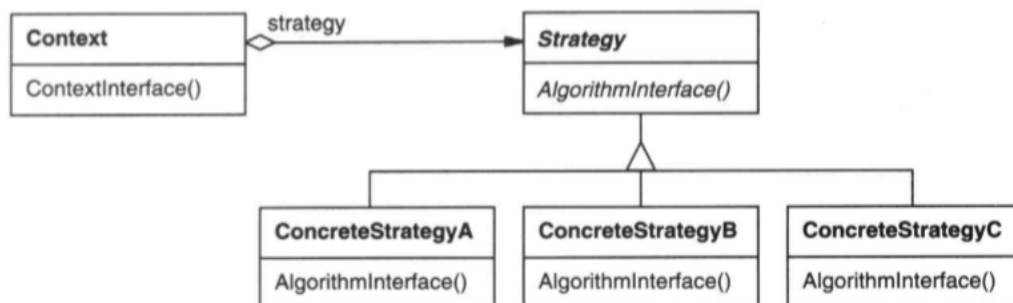 strategy
Context
Strategy
ContextInterface()
AlgorithmInterface()
ConcreteStrategyA
ConcreteStrategyB
ConcreteStrategyC
AlgorithmInterface()
AlgorithmInterface()
AlgorithmInterface()